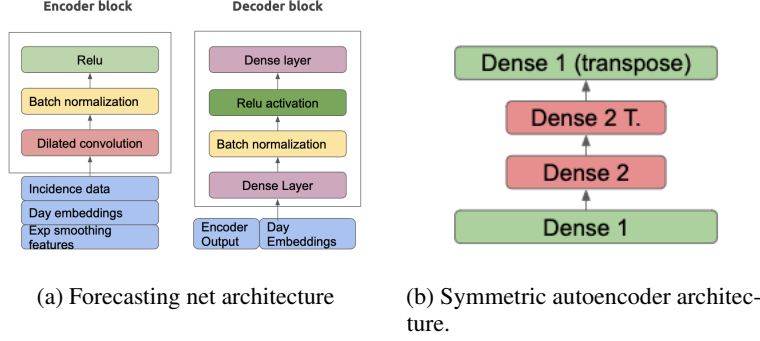 Encoder block
Relu
Batch normalization
Dilated convolution
Incidence data
Day embeddings
Exp smoothing
features
Decoder block
Dense layer
Relu activation
Batch normalization
Dense Layer
Encoder
Output
Day
Embeddings
(a) Forecasting net architecture
Dense 1 (transpose)
Dense 2 T.
Dense 2
Dense 1
(b) Symmetric autoencoder architec-
ture.